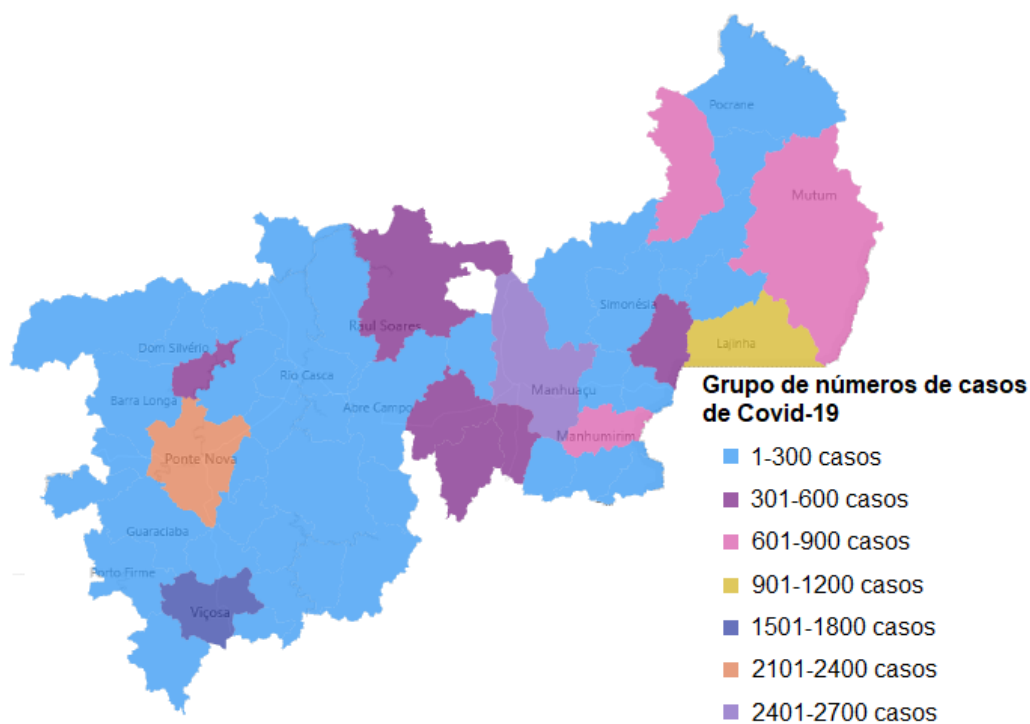 Pocrane
Mutum
Simonésia
Raul Soares
Lajinha
Dom Silvério
Rio Casca
Manhuaçu
Barra Longa
Abre Campo
Manhumirim
Ponte Nova
Guaraciaba
Porto Firme
Viçosa
Grupo de números de casos
de Covid-19
1-300 casos
301-600 casos
601-900 casos
901-1200 casos
1501-1800 casos
2101-2400 casos
2401-2700 casos